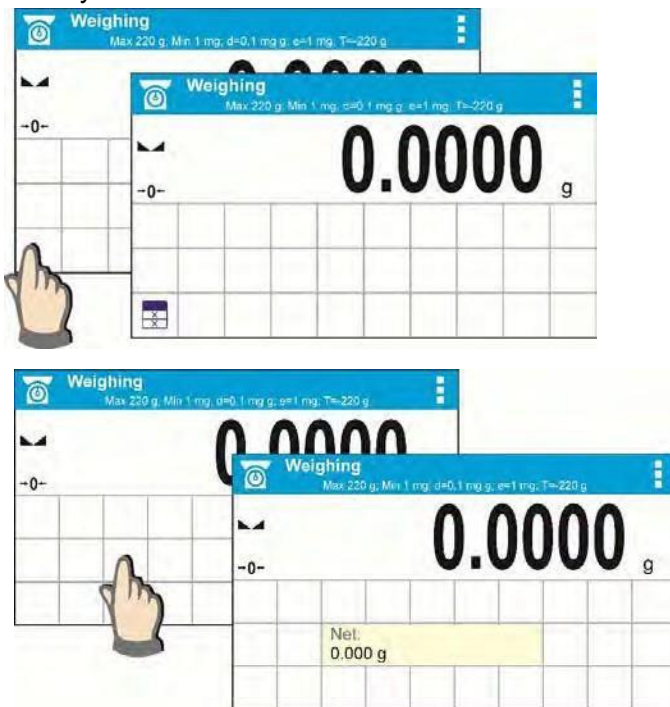 Weighing
Max 220 g; Min 1 mg; d=0.1 mg g; e=1 mg; T=-220 g
→0←
Weighing
Max 220 g; Min 1 mg; d=0.1 mg g; e=1 mg; T=-220 g
0.0000 g
→0←
X
X
Weighing
Max 220 g; Min 1 mg; d=0.1 mg g; e=1 mg; T=-220 g
0.0000
→0←
Weighing
Max 220 g; Min 1 mg; d=0.1 mg g; e=1 mg; T=-220 g
0.0000 g
→0←
Net:
0.000 g